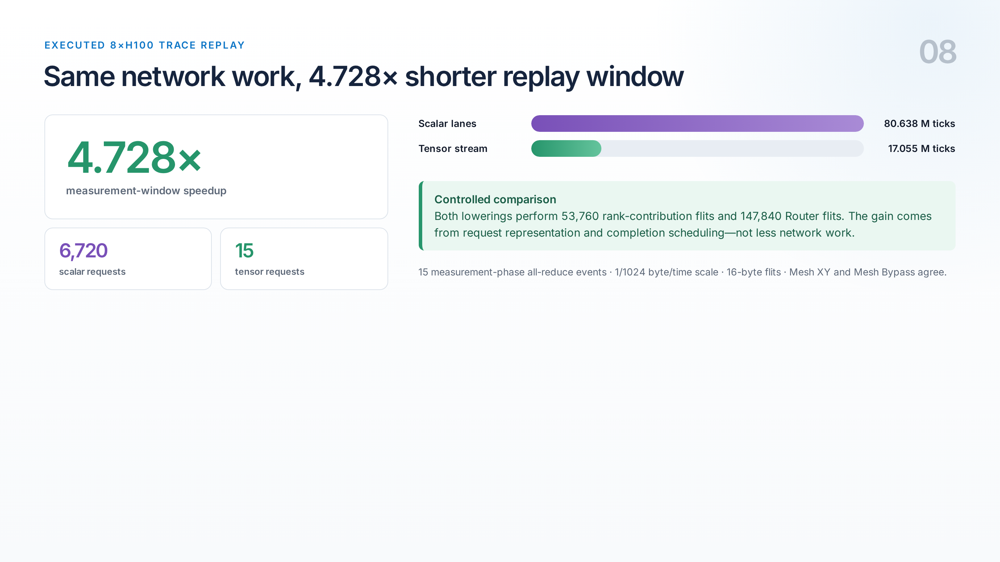 EXECUTED 8×H100 TRACE REPLAY
08
Same network work, 4.728× shorter replay window
4.728×
measurement-window speedup
6,720
scalar requests
15
tensor requests
Scalar lanes
80.638 M ticks
Tensor stream
17.055 M ticks
Controlled comparison
Both lowerings perform 53,760 rank-contribution flits and 147,840 Router flits. The gain comes
from request representation and completion scheduling—not less network work.
15 measurement-phase all-reduce events · 1/1024 byte/time scale · 16-byte flits · Mesh XY and Mesh Bypass agree.